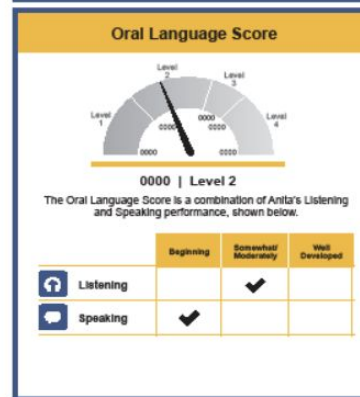 Oral Language Score
Level
1
Level
2
Level
3
Level
4
0000
0000
0000
0000
0000
0000 | Level 2
The Oral Language Score is a combination of Anita's Listening
and Speaking performance, shown below.
Beginning
Somewhat/
Moderately
Well
Developed
Listening
Speaking